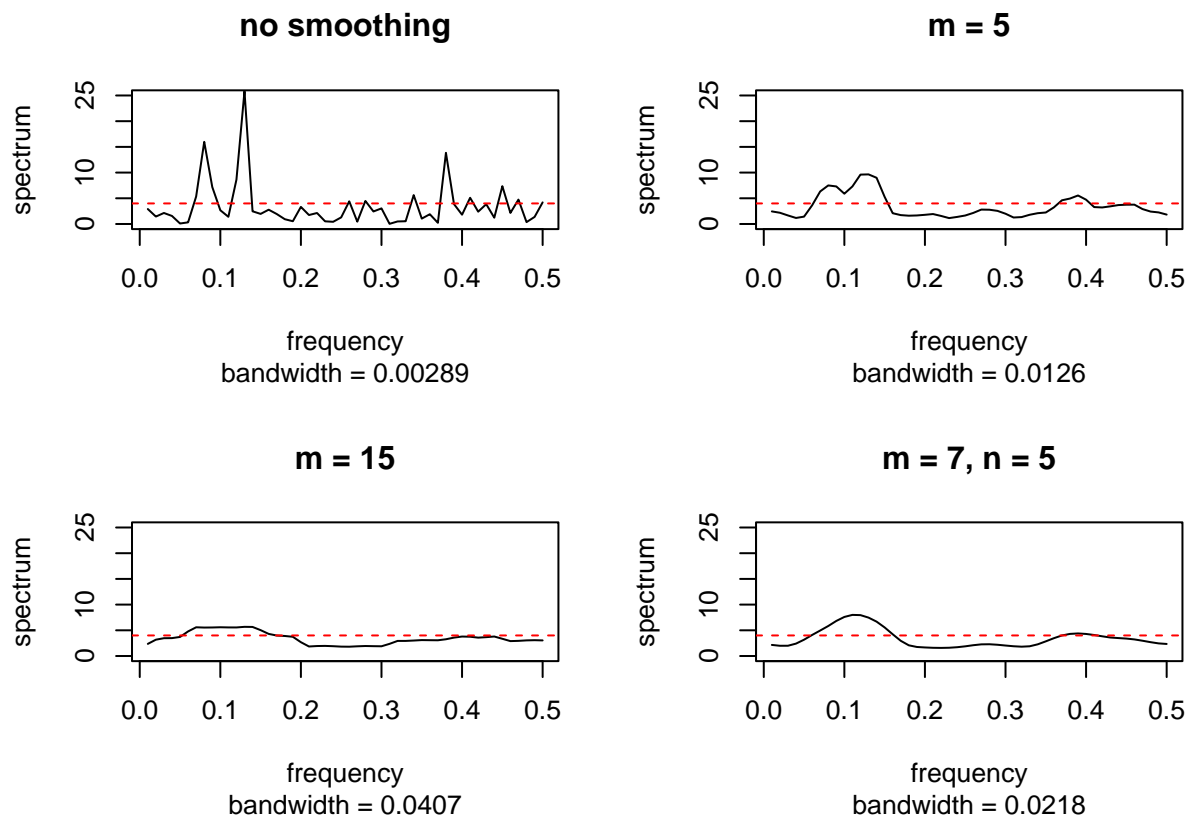 no smoothing
spectrum
25
10
0
0.0 0.1 0.2 0.3 0.4 0.5
frequency
bandwidth = 0.00289
m = 5
spectrum
25
10
0
0.0 0.1 0.2 0.3 0.4 0.5
frequency
bandwidth = 0.0126
m = 15
spectrum
25
10
0
0.0 0.1 0.2 0.3 0.4 0.5
frequency
bandwidth = 0.0407
m = 7, n = 5
spectrum
25
10
0
0.0 0.1 0.2 0.3 0.4 0.5
frequency
bandwidth = 0.0218